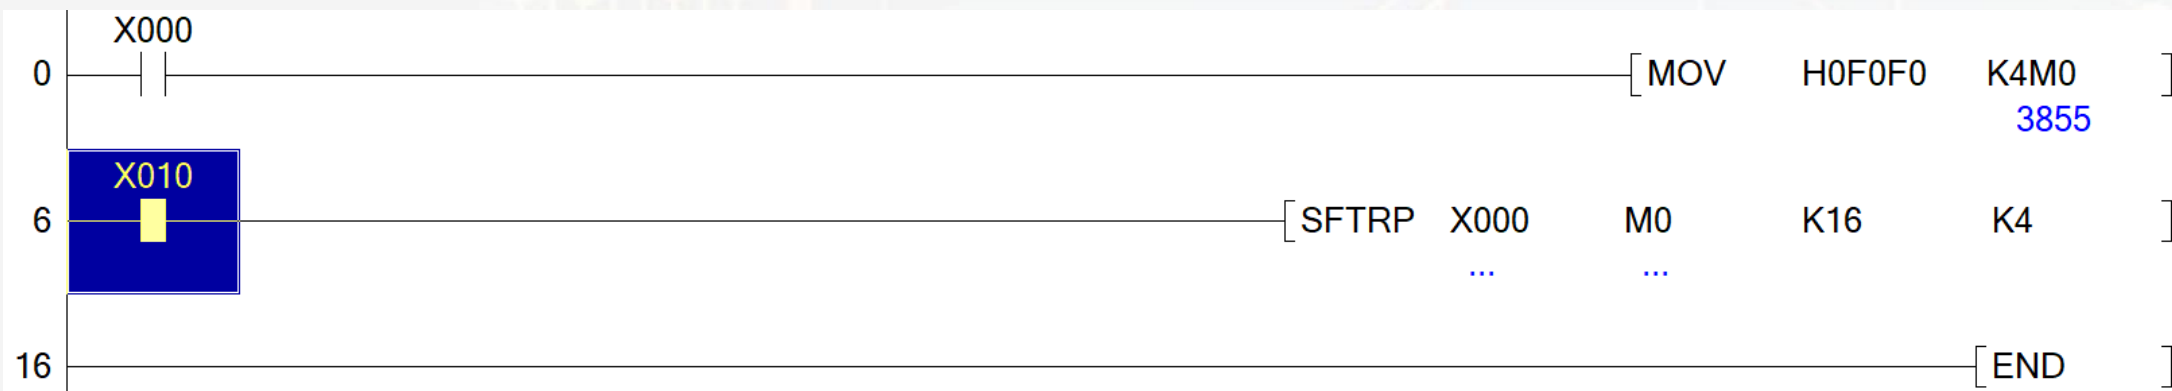 X000
0 MOV H0F0F0 K4M0
3855
X010
6 SFTRP X000 M0 K16 K4
... ...
16 END